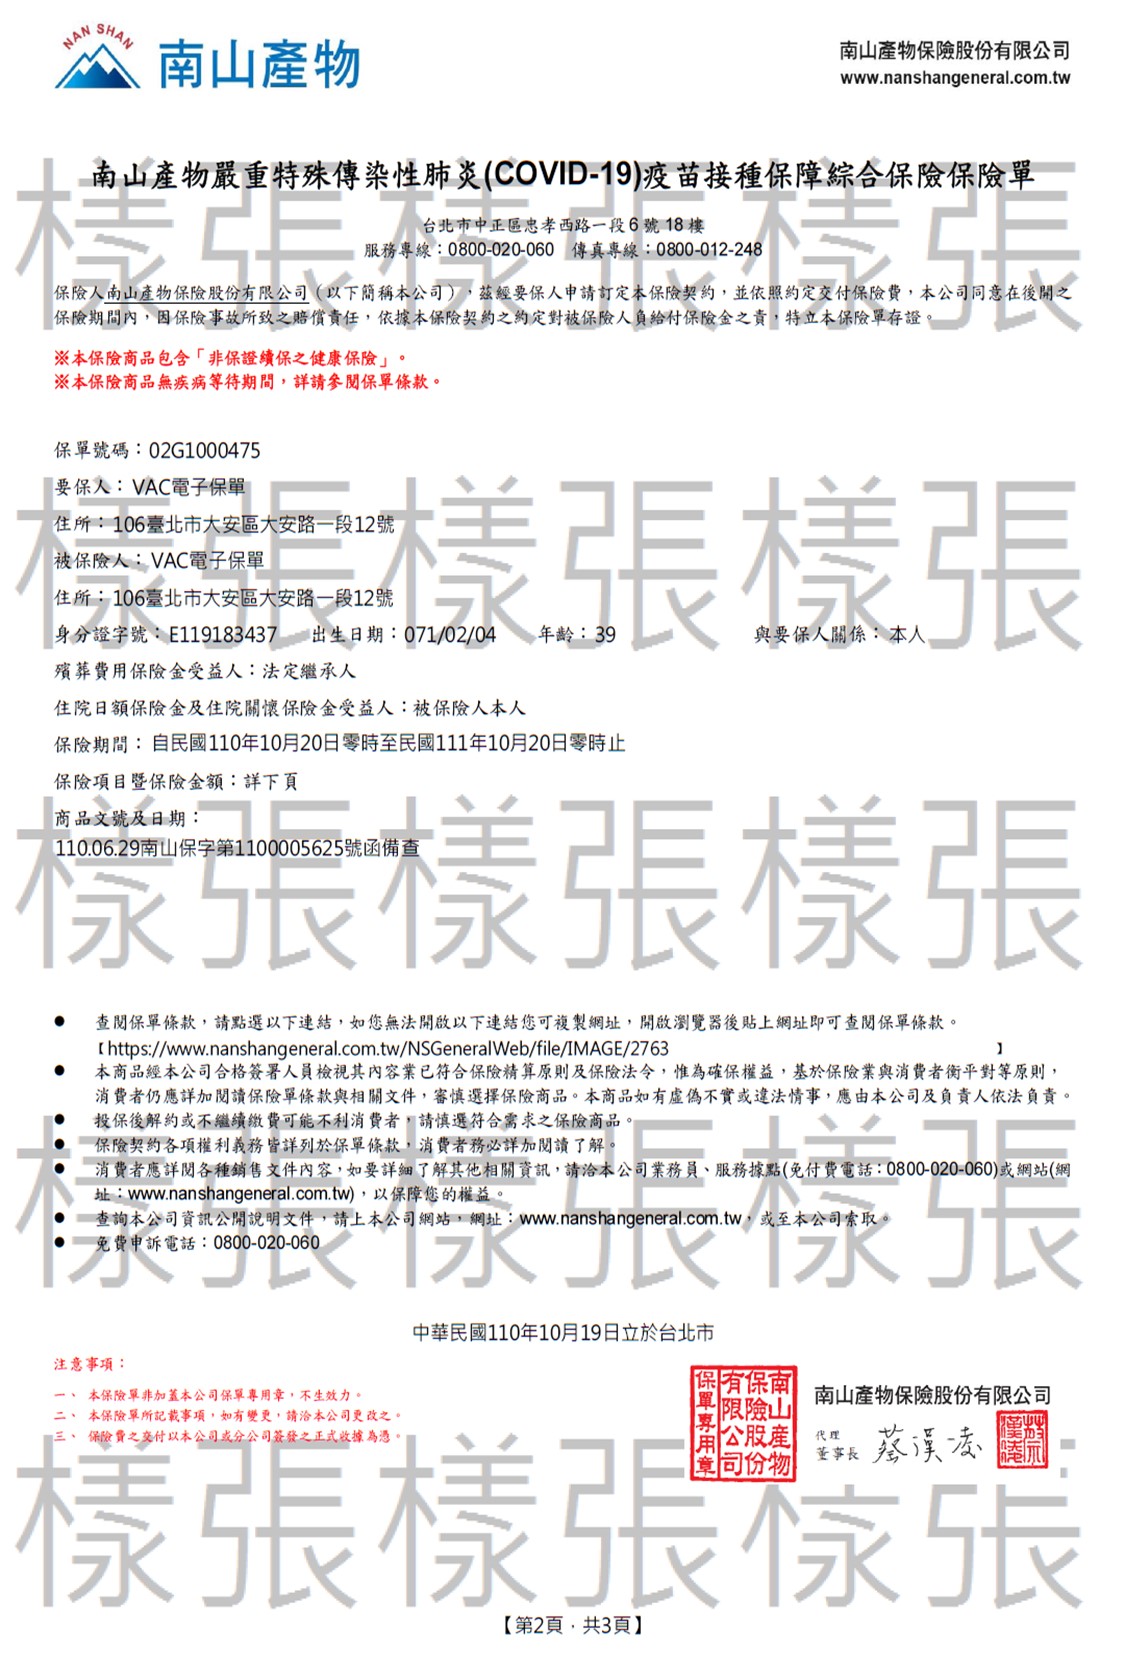 NAN SHAN
南山產物
南山產物保險股份有限公司
www.nanshangeneral.com.tw
南山產物嚴重特殊傳染性肺炎(COVID-19)疫苗接種保障綜合保險保險單
台北市中正區忠孝西路一段6號18樓
服務專線：0800-020-060 傳真專線：0800-012-248
保險人南山產物保險股份有限公司（以下簡稱本公司），茲經要保人申請訂定本保險契約，並依照約定交付保險費，本公司同意在後開之
保險期間內，因保險事故所致之賠償責任，依據本保險契約之約定對被保險人負給付保險金之責，特立本保險單存證。
※本保險商品包含「非保證續保之健康保險」。
※本保險商品無疾病等待期間，詳請參閱保單條款。
保單號碼：02G1000475
要保人：VAC電子保單
住所：106臺北市大安區大安路一段12號
被保險人：VAC電子保單
住所：106臺北市大安區大安路一段12號
身分證字號：E119183437 出生日期：071/02/04 年齡：39 與要保人關係：本人
殯葬費用保險金受益人：法定繼承人
住院日額保險金及住院關懷保險金受益人：被保險人本人
保險期間：自民國110年10月20日零時至民國111年10月20日零時止
保險項目暨保險金額：詳下頁
商品文號及日期：
110.06.29南山保字第1100005625號函備查
● 查閱保單條款，請點選以下連結，如您無法開啟以下連結您可複製網址，開啟瀏覽器後貼上網址即可查閱保單條款。
【https://www.nanshangeneral.com.tw/NSGeneralWeb/file/IMAGE/2763 】
● 本商品經本公司合格簽署人員檢視其內容業已符合保險精算原則及保險法令，惟為確保權益，基於保險業與消費者衡平對等原則，
消費者仍應詳加閱讀保險單條款與相關文件，審慎選擇保險商品。本商品如有虛偽不實或違法情事，應由本公司及負責人依法負責。
● 投保後解約或不繼續繳費可能不利消費者，請慎選符合需求之保險商品。
● 保險契約各項權利義務皆詳列於保單條款，消費者務必詳加閱讀了解。
● 消費者應詳閱各種銷售文件內容，如要詳細了解其他相關資訊，請洽本公司業務員、服務據點(免付費電話：0800-020-060)或網站(網
址：www.nanshangeneral.com.tw)，以保障您的權益。
● 查詢本公司資訊公開說明文件，請上本公司網站，網址：www.nanshangeneral.com.tw，或至本公司索取。
● 免費申訴電話：0800-020-060
中華民國110年10月19日立於台北市
注意事項：
一、 本保險單非加蓋本公司保單專用章，不生效力。
二、 本保險單所記載事項，如有變更，請洽本公司更改之。
三、 保險費之交付以本公司或分公司簽發之正式收據為憑。
南山產物
保險股份
有限公司
保單專用章
南山產物保險股份有限公司
代理
董事長 蔡漢凌
樣張樣張樣張
樣張樣張樣張
樣張樣張樣張
樣張樣張樣張
樣張樣張樣張
【第2頁．共3頁】